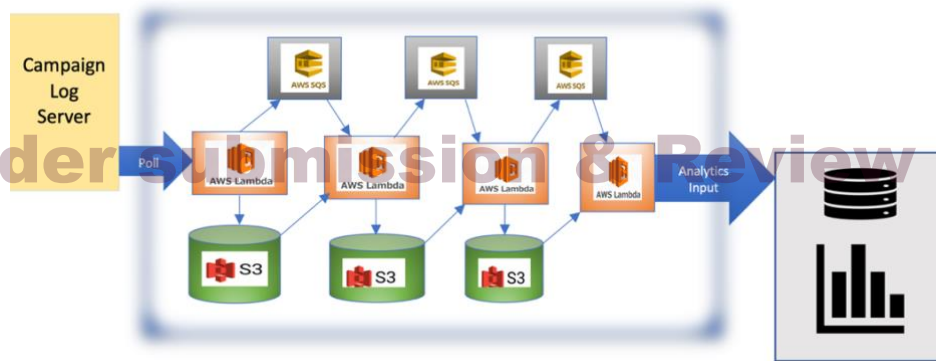 Campaign
Log
Server
AWS SQS
AWS SQS
AWS SQS
Poll
AWS Lambda
AWS Lambda
AWS Lambda
AWS Lambda
Analytics
Input
der submission & Review
S3
S3
S3